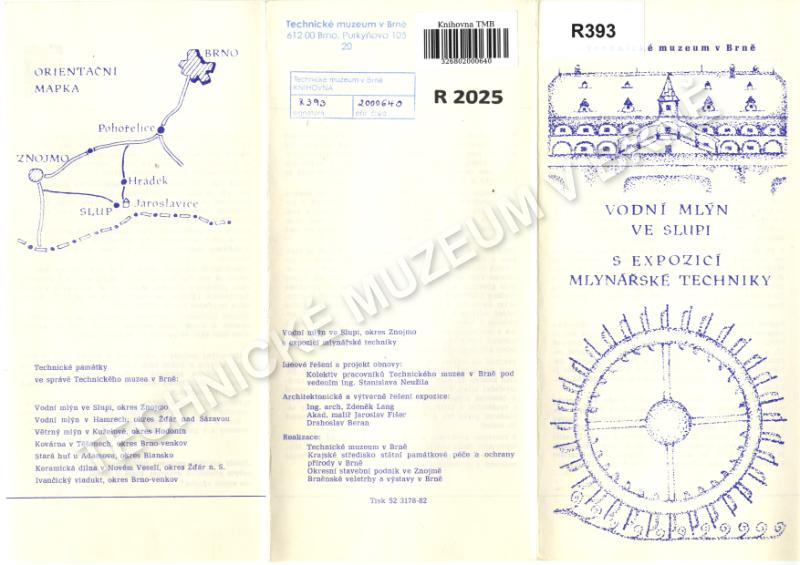 ORIENTAČNÍ
MAPKA
BRNO
Pohořelice
ZNOJMO
Hrádek
SLUP
Jaroslavice
Technické památky
ve správě Technického muzea v Brně:
Vodní mlýn ve Slupi, okres Znojmo
Vodní mlýn v Hamrech, okres Žďár nad Sázavou
Větrný mlýn v Kuželově, okres Hodonín
Kovárna v Těšanech, okres Brno-venkov
Stará huť u Adamova, okres Blansko
Keramická dílna v Novém Veselí, okres Žďár n. S.
Ivančický viadukt, okres Brno-venkov
Technické muzeum v Brně
612 00 Brno, Purkyňova 105
20
Knihovna TMB
326802000640
Technické muzeum v Brně
KNIHOVNA
R393
2000640
signatura
přír. číslo
R 2025
Vodní mlýn ve Slupi, okres Znojmo
s expozicí mlynářské techniky
Ideové řešení a projekt obnovy:
Kolektiv pracovníků Technického muzea v Brně pod
vedením ing. Stanislava Neužila
Architektonické a výtvarné řešení expozice:
Ing. arch. Zdeněk Lang
Akad. malíř Jaroslav Fišer
Drahoslav Beran
Realizace:
Technické muzeum v Brně
Krajské středisko státní památkové péče a ochrany
přírody v Brně
Okresní stavební podnik ve Znojmě
Brněnské veletrhy a výstavy v Brně
Tisk 52 3178-82
R393
Technické muzeum v Brně
VODNÍ MLÝN
VE SLUPI
S EXPOZICÍ
MLYNÁŘSKÉ TECHNIKY
TECHNICKÉ MUZEUM V BRNĚ